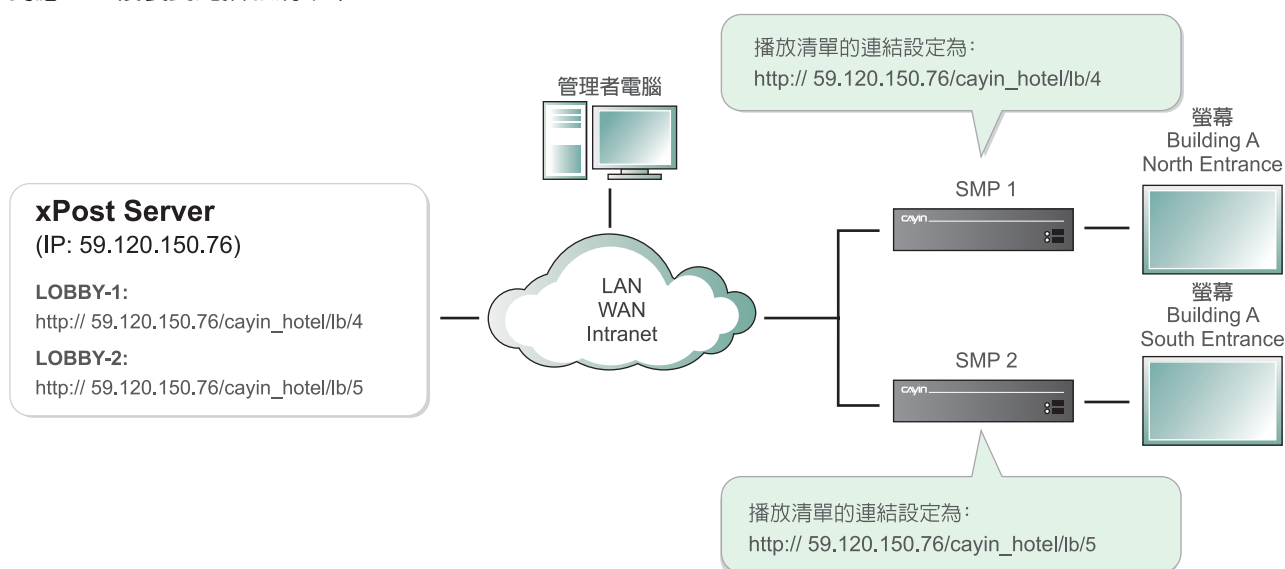 播放清單的連結設定為:
http:// 59.120.150.76/cayin_hotel/lb/4
管理者電腦
螢幕
Building A
North Entrance
xPost Server
(IP: 59.120.150.76)
LOBBY-1:
http:// 59.120.150.76/cayin_hotel/lb/4
LOBBY-2:
http:// 59.120.150.76/cayin_hotel/lb/5
LAN
WAN
Intranet
SMP 1
CAYIN
螢幕
Building A
South Entrance
SMP 2
CAYIN
播放清單的連結設定為:
http:// 59.120.150.76/cayin_hotel/lb/5